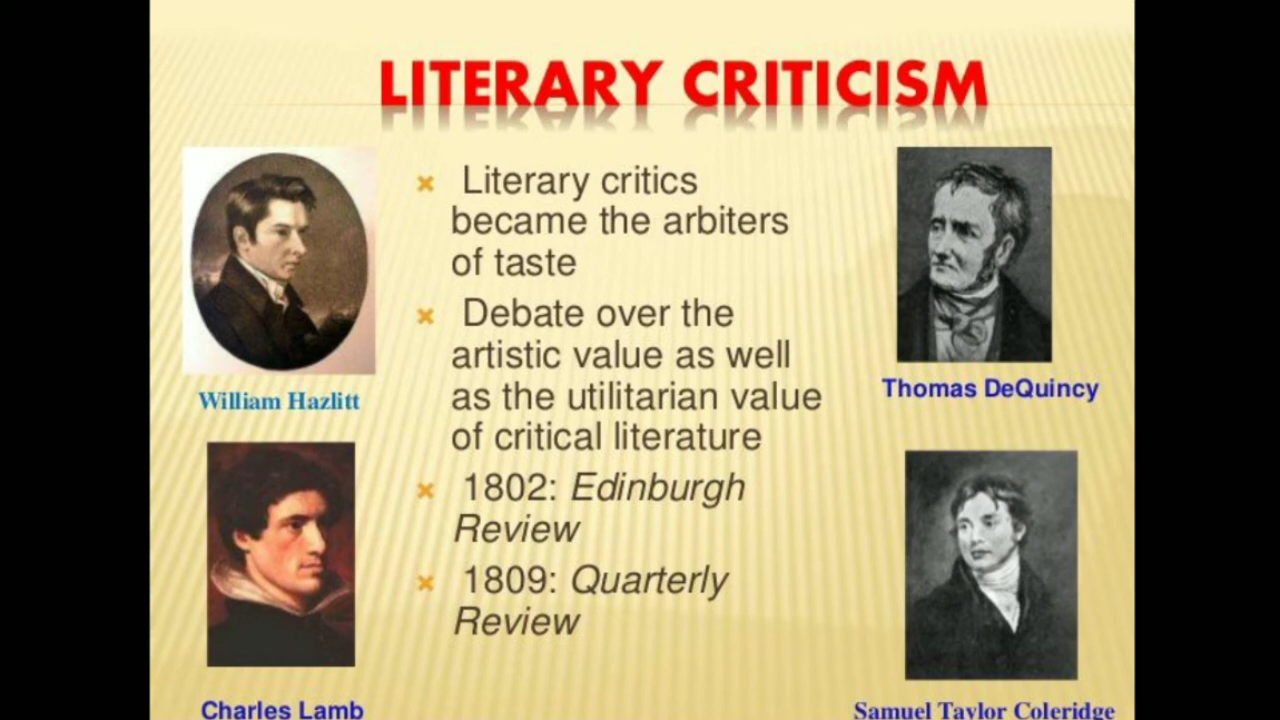 LITERARY CRITICISM
× Literary critics
became the arbiters
of taste
× Debate over the
artistic value as well
as the utilitarian value
of critical literature
× 1802: Edinburgh
Review
× 1809: Quarterly
Review
William Hazlitt
Charles Lamb
Thomas DeQuincy
Samuel Taylor Coleridge